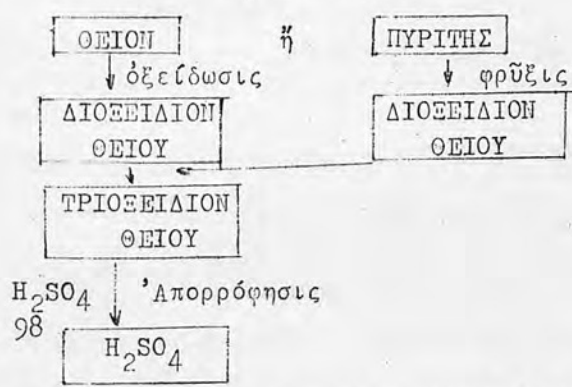 ΘΕΙΟΝ ἤ ΠΥΡΙΤΗΣ
ὀξείδωσις φρῦξις
ΔΙΟΞΕΙΔΙΟΝ ΔΙΟΞΕΙΔΙΟΝ
ΘΕΙΟΥ ΘΕΙΟΥ
ΤΡΙΟΞΕΙΔΙΟΝ
ΘΕΙΟΥ
H₂SO₄ Ἀπορρόφησις
98
H₂SO₄